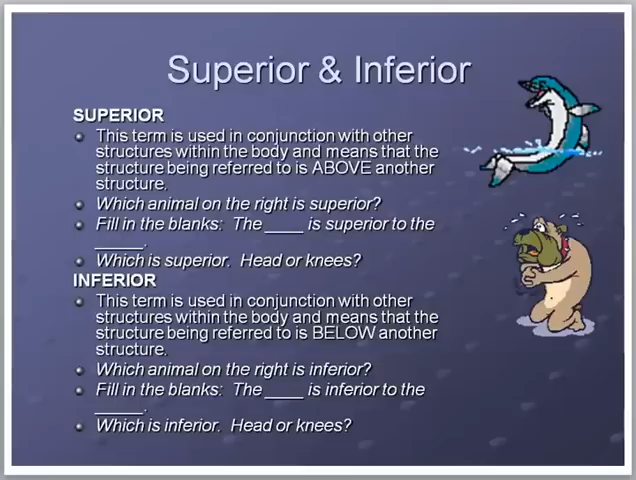 Superior & Inferior
SUPERIOR
This term is used in conjunction with other
structures within the body and means that the
structure being referred to is ABOVE another
structure.
Which animal on the right is superior?
Fill in the blanks:  The ____ is superior to the
_____.
Which is superior.  Head or knees?
INFERIOR
This term is used in conjunction with other
structures within the body and means that the
structure being referred to is BELOW another
structure.
Which animal on the right is inferior?
Fill in the blanks:  The ____ is inferior to the
_____.
Which is inferior.  Head or knees?